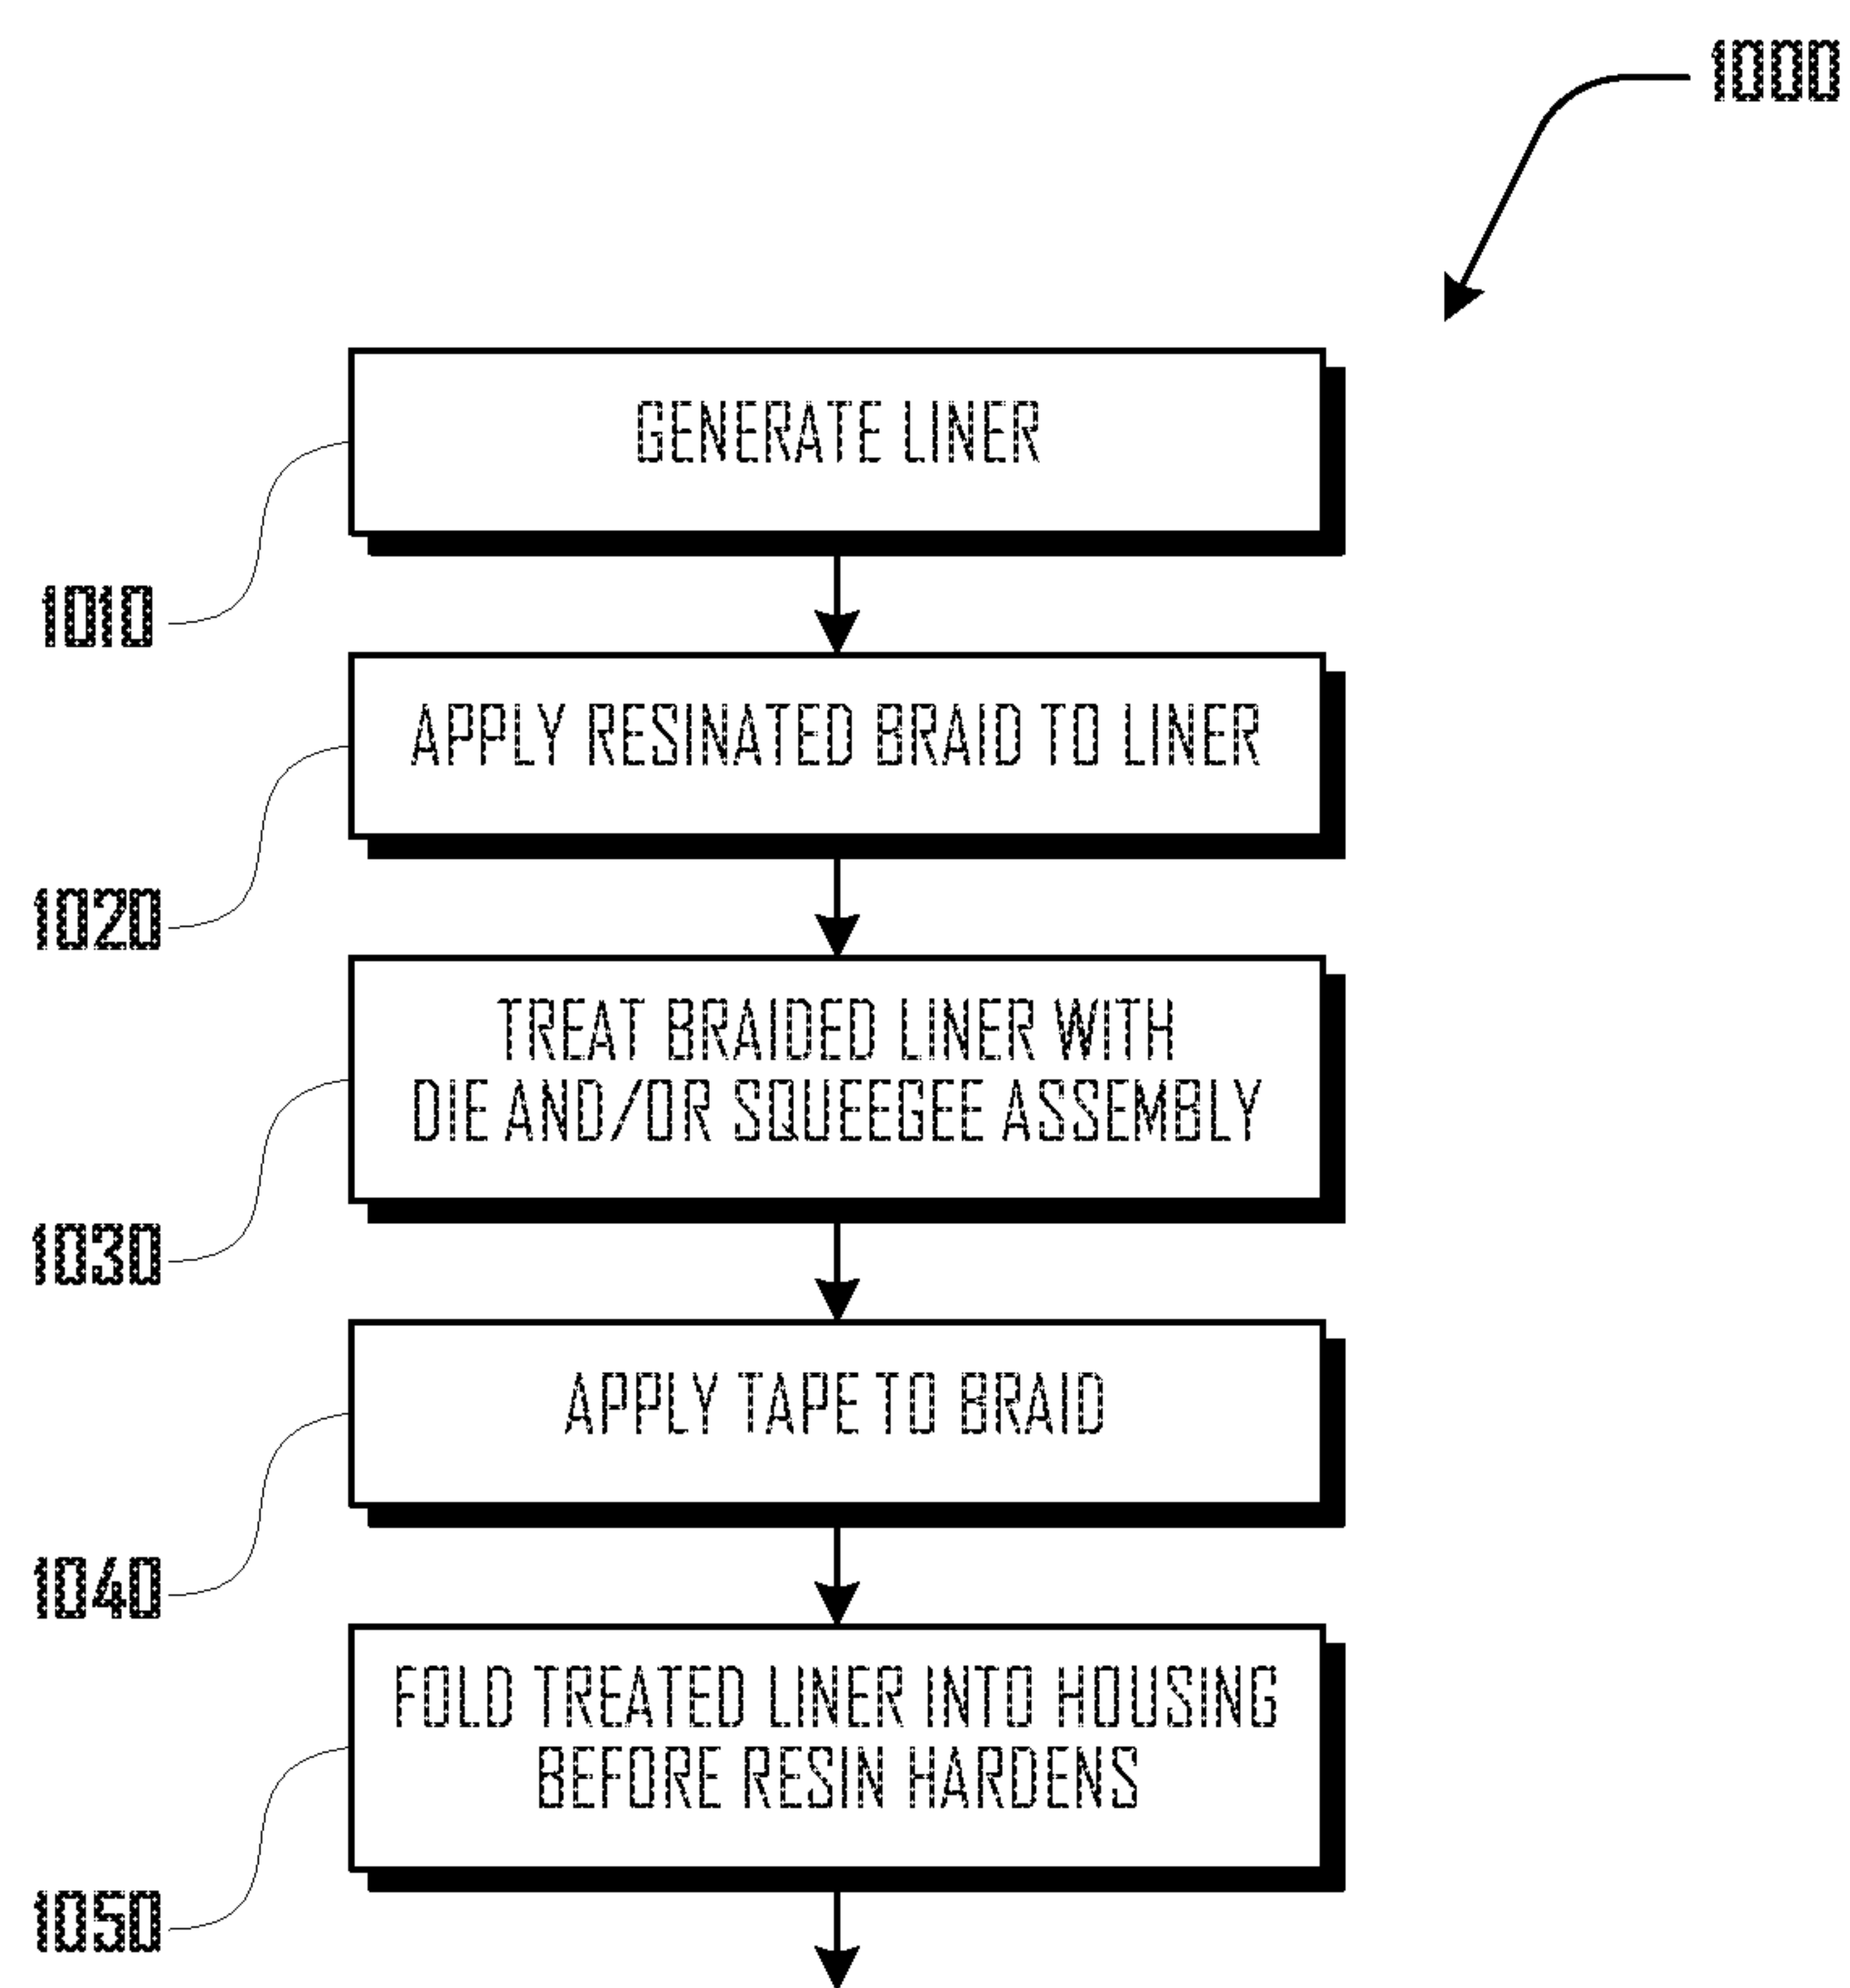 1000
GENERATE LINER
1010
APPLY RESINATED BRAID TO LINER
1020
TREAT BRAIDED LINER WITH
DIE AND/OR SQUEEGEE ASSEMBLY
1030
APPLY TAPE TO BRAID
1040
FOLD TREATED LINER INTO HOUSING
BEFORE RESIN HARDENS
1050